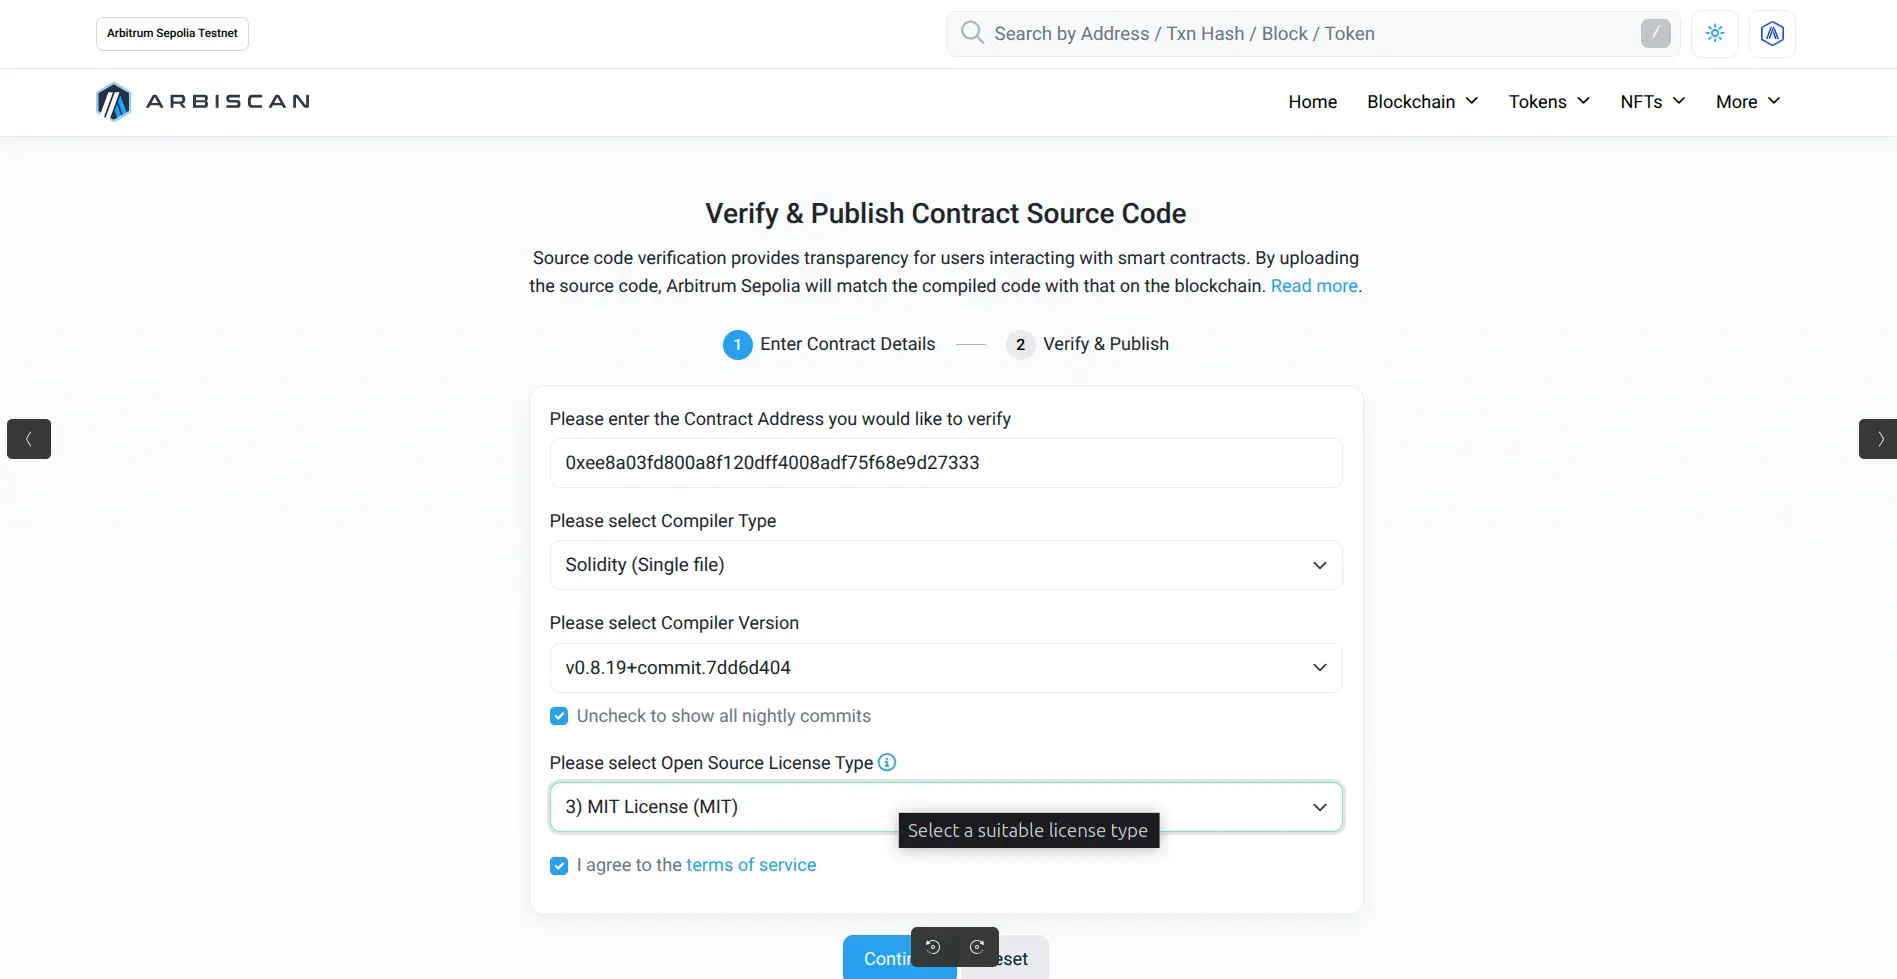 Arbitrum Sepolia Testnet
Search by Address / Txn Hash / Block / Token
/
ARBISCAN
Home Blockchain Tokens NFTs More
Verify & Publish Contract Source Code
Source code verification provides transparency for users interacting with smart contracts. By uploading
the source code, Arbitrum Sepolia will match the compiled code with that on the blockchain. Read more.
1 Enter Contract Details 2 Verify & Publish
Please enter the Contract Address you would like to verify
0xee8a03fd800a8f120dff4008adf75f68e9d27333
Please select Compiler Type
Solidity (Single file)
Please select Compiler Version
v0.8.19+commit.7dd6d404
Uncheck to show all nightly commits
Please select Open Source License Type
3) MIT License (MIT)
Select a suitable license type
I agree to the terms of service